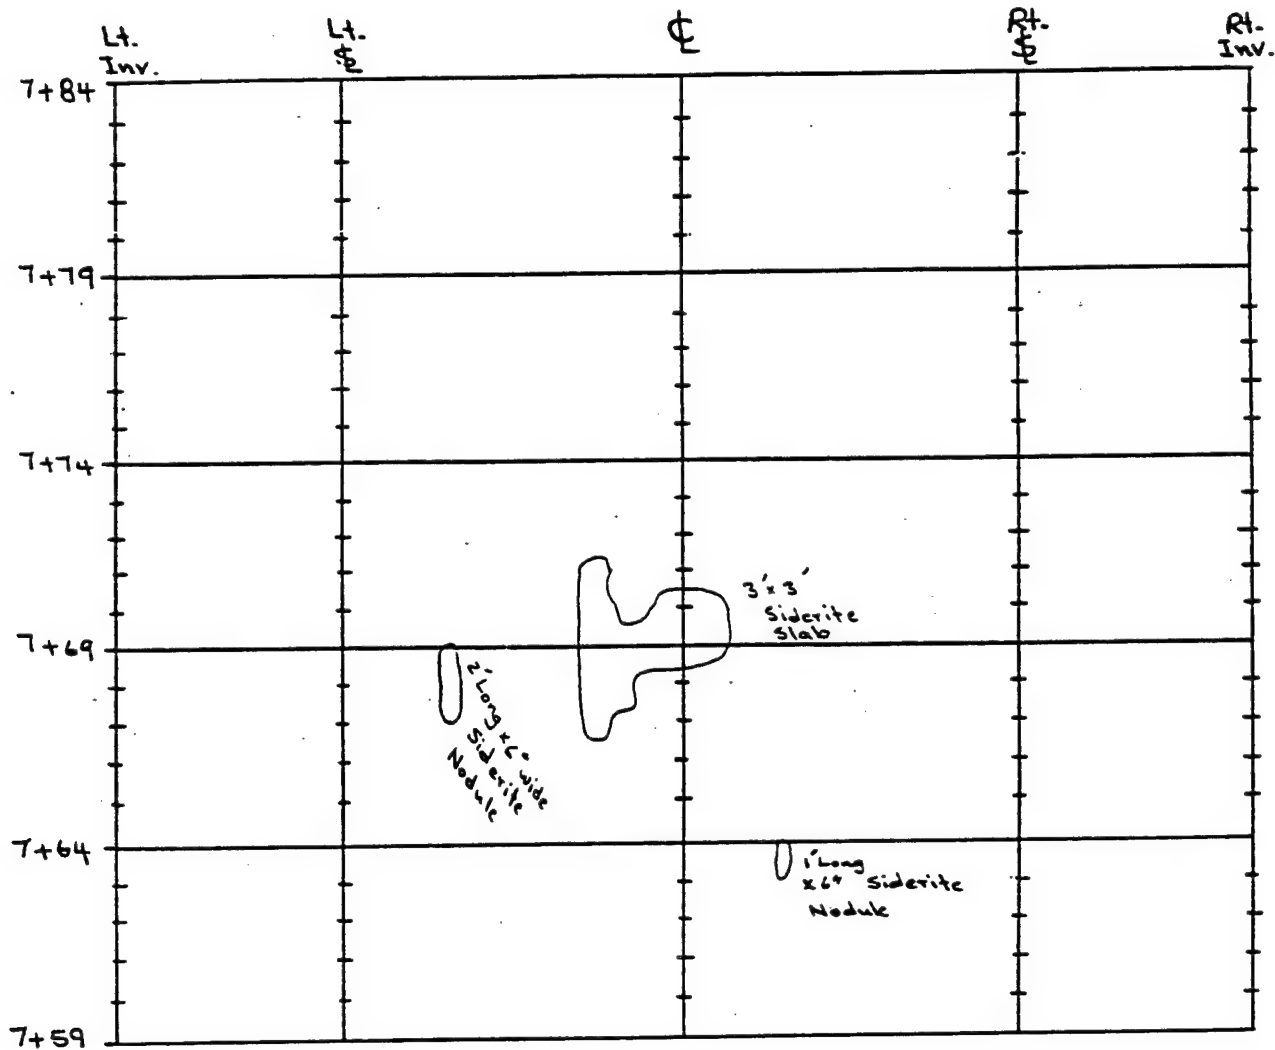 Lt.
Inv.
Lt.
℄
℄
Rt.
℄
Rt.
Inv.
7+84
7+79
7+74
3'x3'
Siderite
Slab
7+69
2' Long x 6" wide
Siderite
Nodule
7+64
1' Long
x 6" Siderite
Nodule
7+59